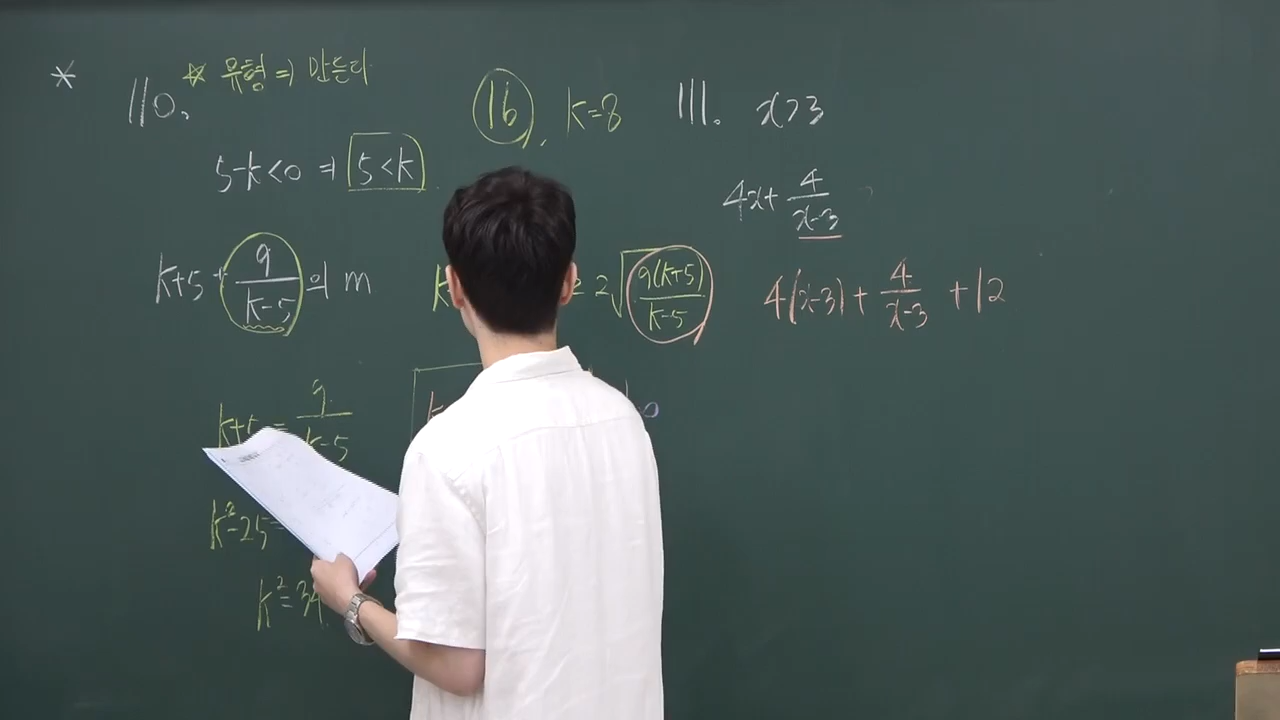 *
110.
☆ 유형 ⇒ 만든다
5-k<0 ⇒ 5<k
k+5 + 9/(k-5) 의 m
k+5 = 9/(k-5)
k²-25=
k²=34
16, k=8
≥ 2√(9(k+5)/(k-5))
111. x>3
4x+ 4/(x-3)
4(x-3)+ 4/(x-3) +12